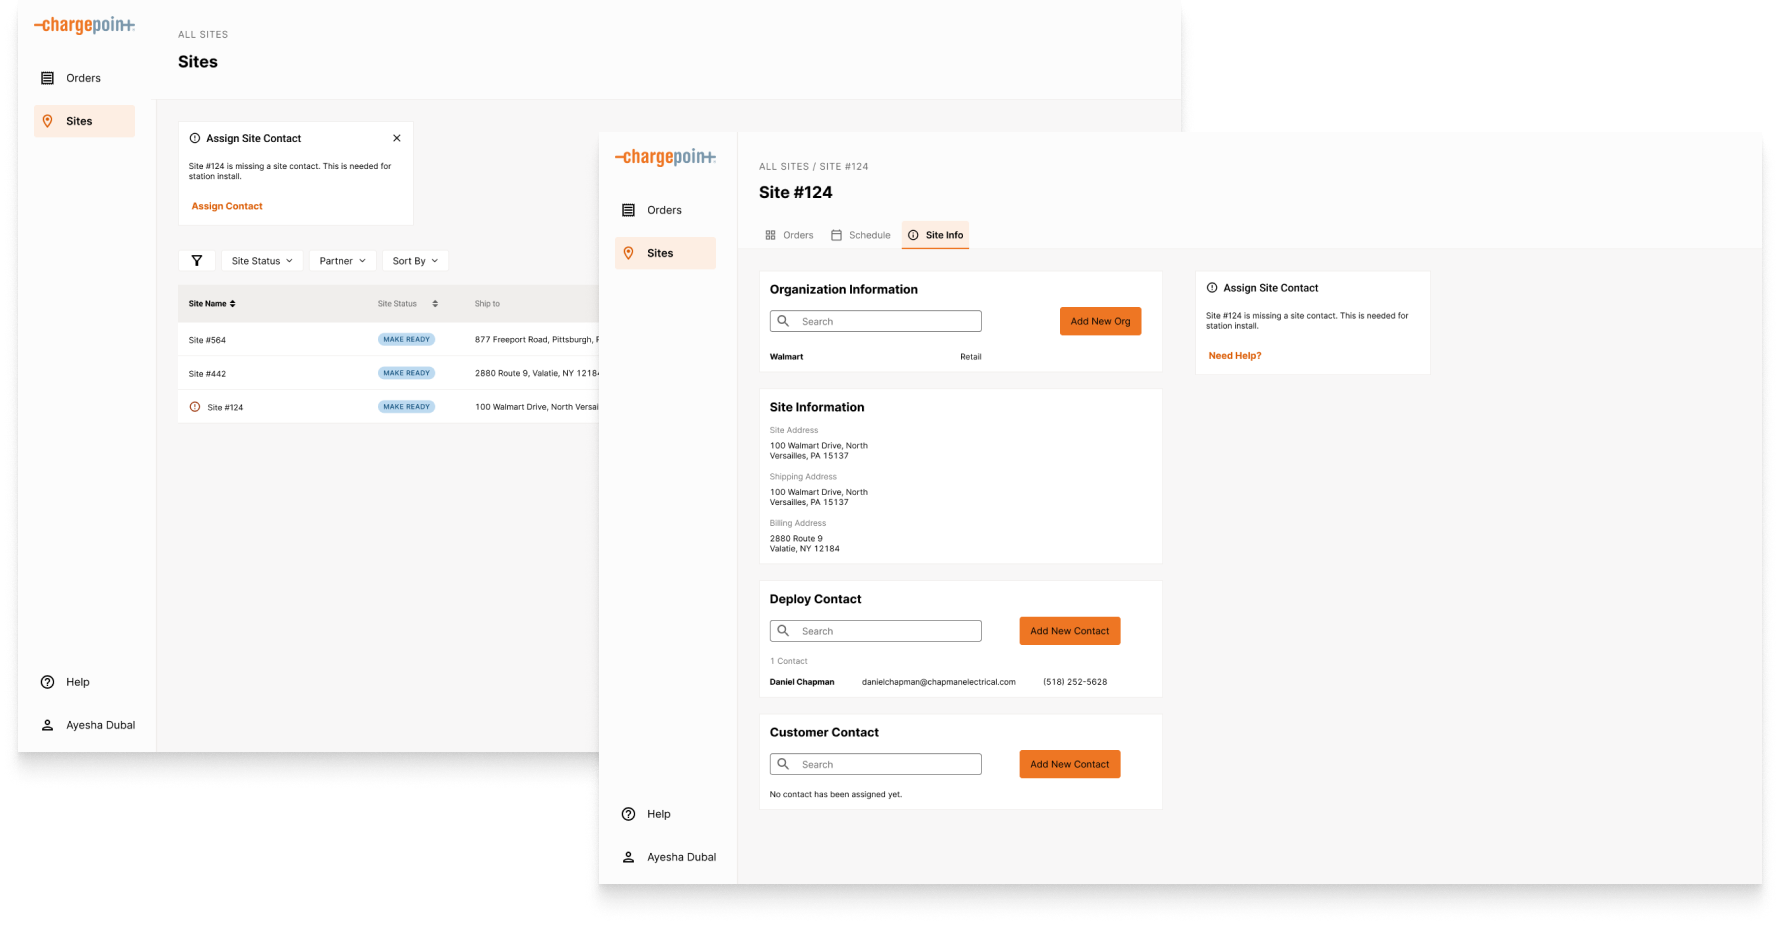 chargepoint
ALL SITES
Sites
Orders
Sites
Assign Site Contact
Site #124 is missing a site contact. This is needed for
station install.
Assign Contact
Site Status
Partner
Sort By
Site Name
Site Status
Ship to
Site #564
MAKE READY
877 Freeport Road, Pittsburgh,
Site #442
MAKE READY
2880 Route 9, Valatie, NY 1218
Site #124
MAKE READY
100 Walmart Drive, North Versai
Help
Ayesha Dubal
chargepoint
ALL SITES / SITE #124
Site #124
Orders
Sites
Orders
Schedule
Site Info
Organization Information
Search
Add New Org
Walmart
Retail
Assign Site Contact
Site #124 is missing a site contact. This is needed for
station install.
Need Help?
Site Information
Site Address
100 Walmart Drive, North
Versailles, PA 15137
Shipping Address
100 Walmart Drive, North
Versailles, PA 15137
Billing Address
2880 Route 9
Valatie, NY 12184
Deploy Contact
Search
Add New Contact
1 Contact
Daniel Chapman
danielchapman@chapmanelectrical.com
(518) 252-5628
Customer Contact
Search
Add New Contact
No contact has been assigned yet.
Help
Ayesha Dubal